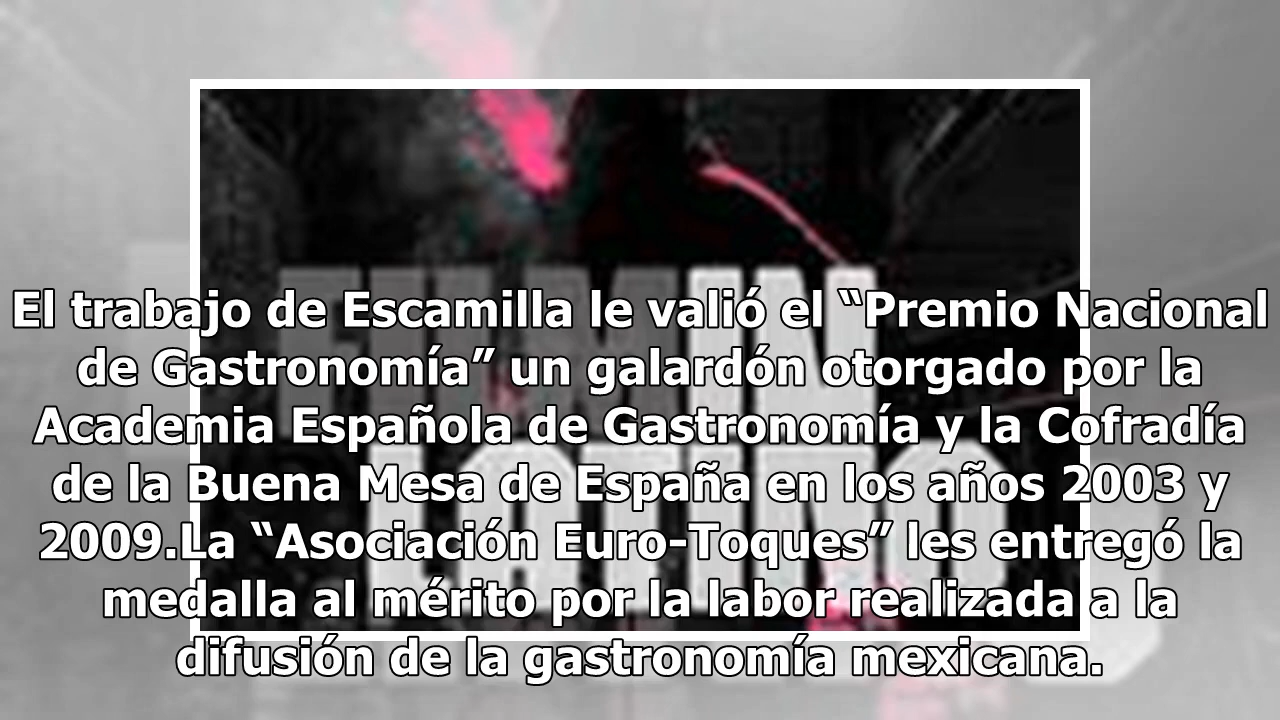 El trabajo de Escamilla le valió el “Premio Nacional
de Gastronomía” un galardón otorgado por la
Academia Española de Gastronomía y la Cofradía
de la Buena Mesa de España en los años 2003 y
2009.La “Asociación Euro-Toques” les entregó la
medalla al mérito por la labor realizada a la
difusión de la gastronomía mexicana.
FILMIN
LATINO